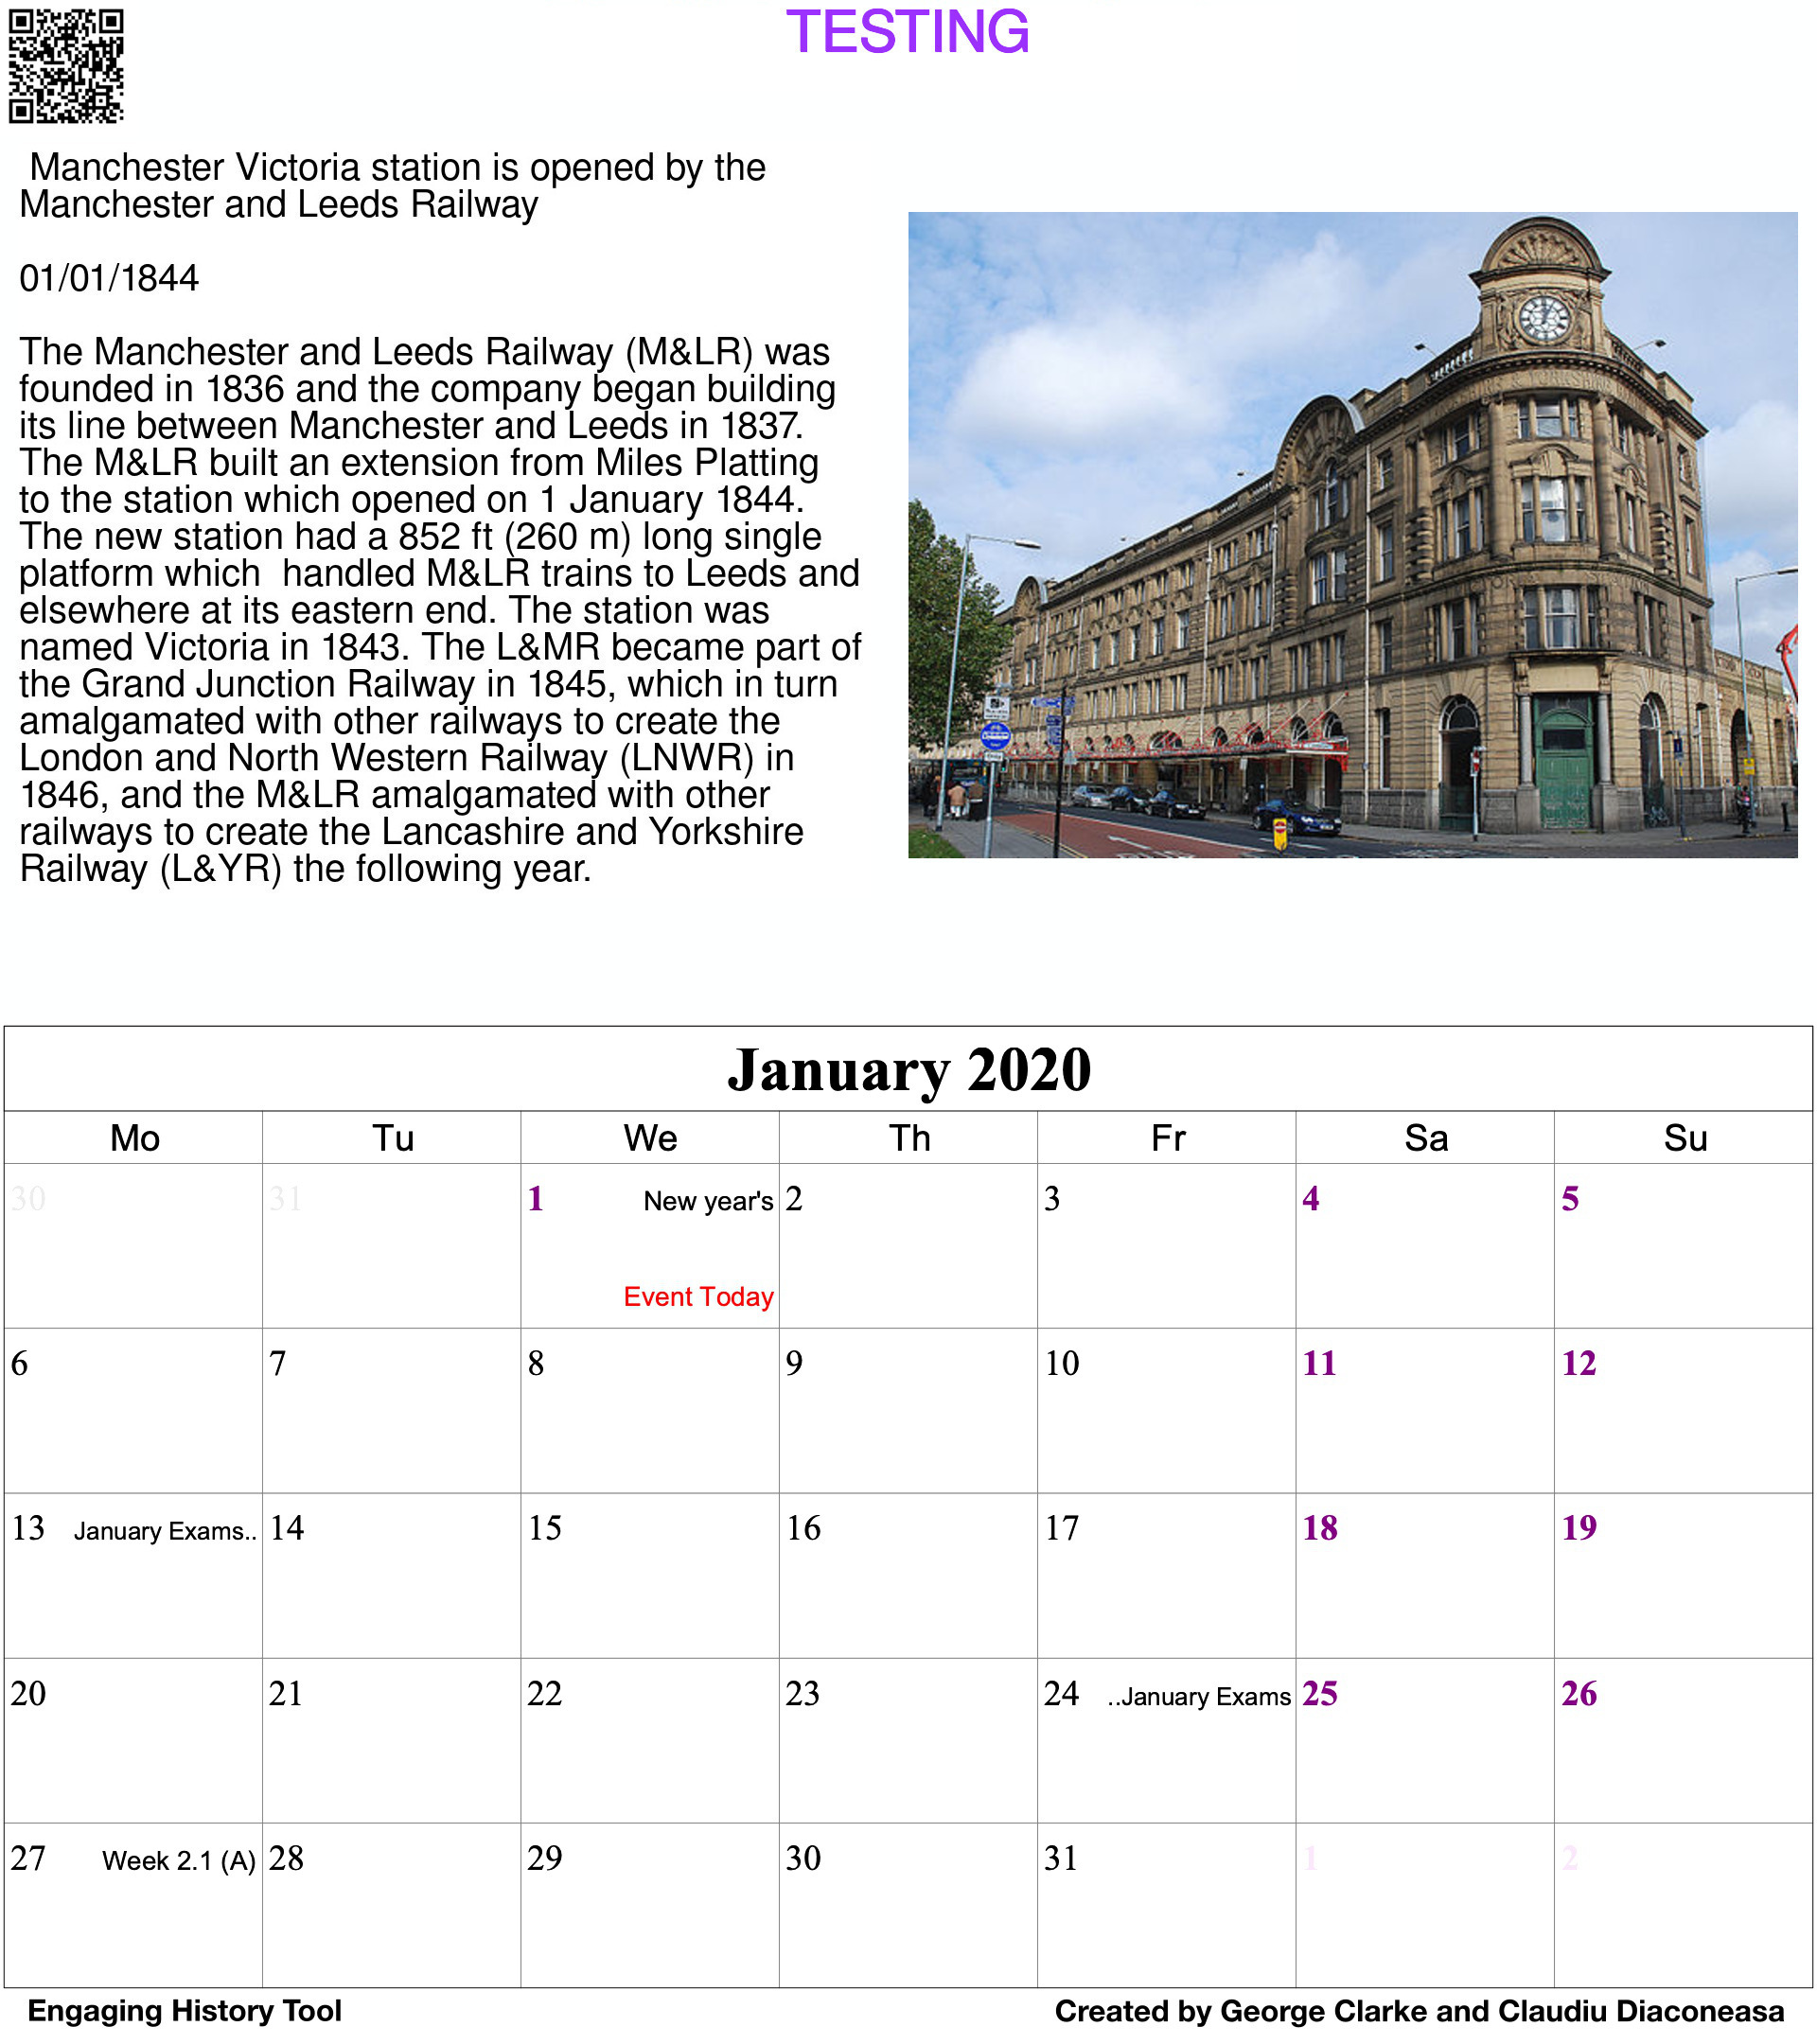 TESTING
Manchester Victoria station is opened by the
Manchester and Leeds Railway
01/01/1844
The Manchester and Leeds Railway (M&LR) was
founded in 1836 and the company began building
its line between Manchester and Leeds in 1837.
The M&LR built an extension from Miles Platting
to the station which opened on 1 January 1844.
The new station had a 852 ft (260 m) long single
platform which  handled M&LR trains to Leeds and
elsewhere at its eastern end. The station was
named Victoria in 1843. The L&MR became part of
the Grand Junction Railway in 1845, which in turn
amalgamated with other railways to create the
London and North Western Railway (LNWR) in
1846, and the M&LR amalgamated with other
railways to create the Lancashire and Yorkshire
Railway (L&YR) the following year.
January 2020
Mo Tu We Th Fr Sa Su
30 31 1 New year's 2 3 4 5
Event Today
6 7 8 9 10 11 12
13 January Exams.. 14 15 16 17 18 19
20 21 22 23 24 ..January Exams 25 26
27 Week 2.1 (A) 28 29 30 31 1 2
Engaging History Tool Created by George Clarke and Claudiu Diaconeasa